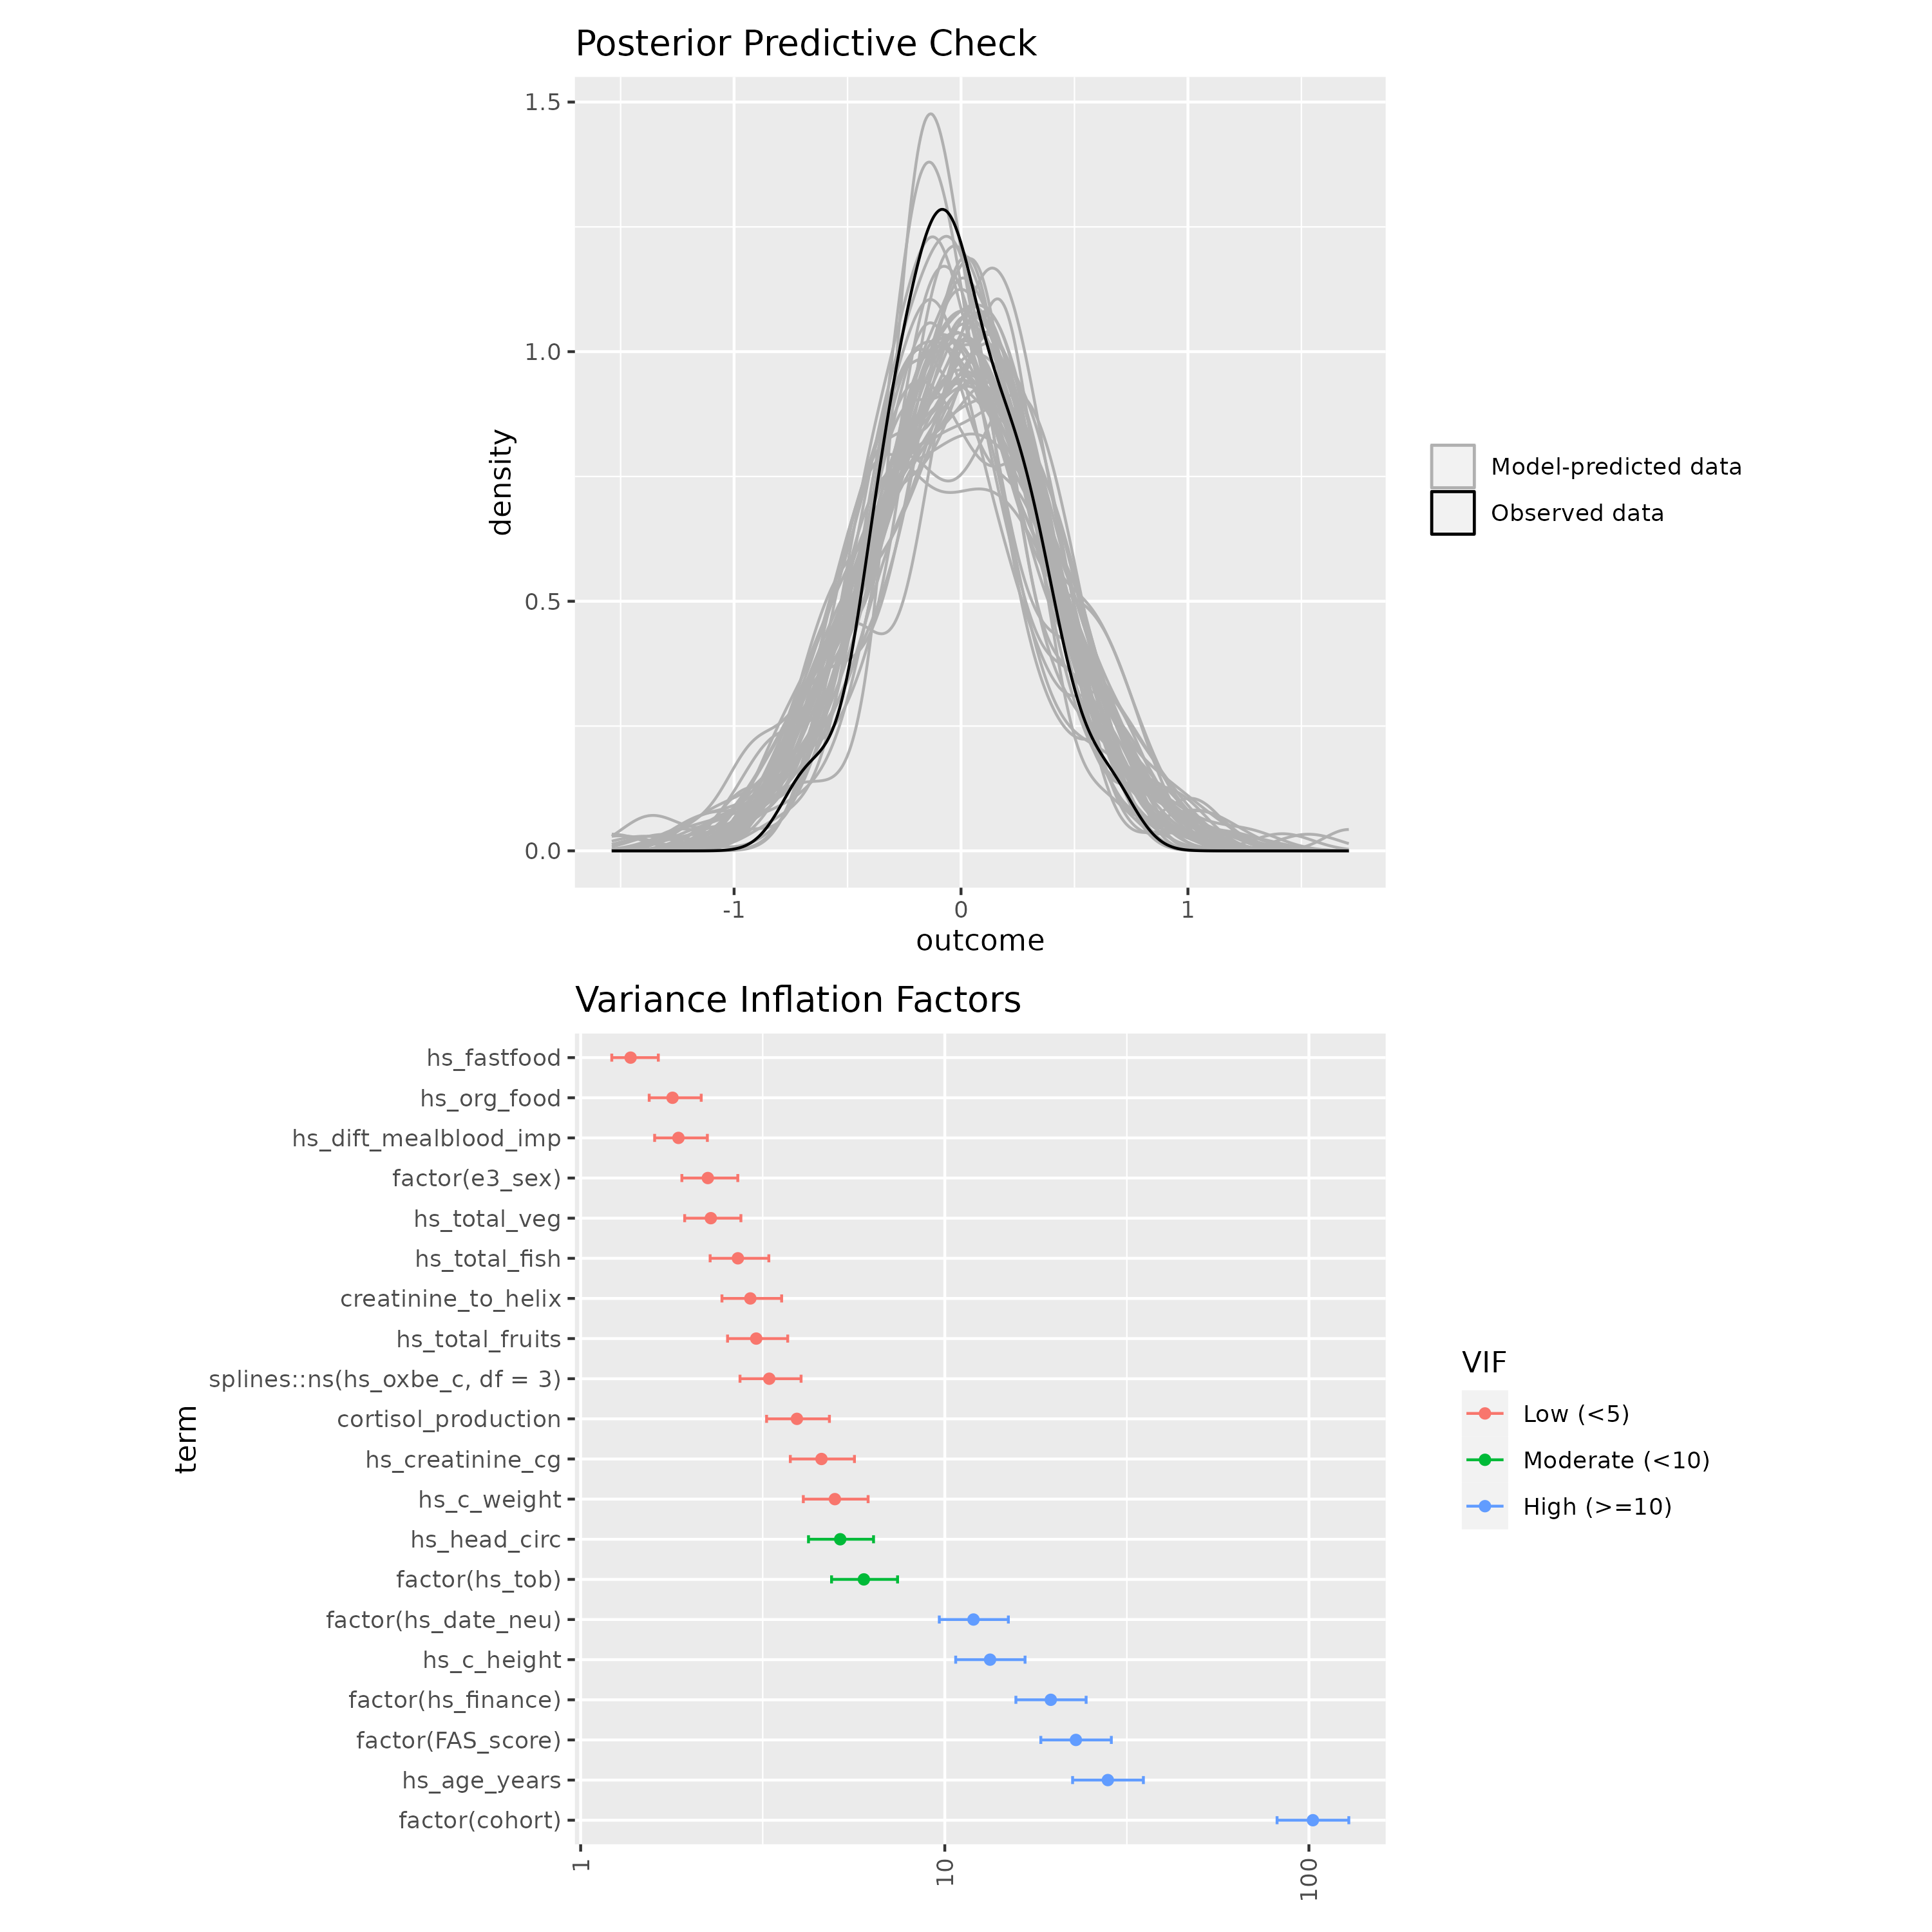 Posterior Predictive Check
1.5
1.0
0.5
0.0
density
-1
0
1
outcome
Model-predicted data
Observed data
Variance Inflation Factors
hs_fastfood
hs_org_food
hs_dift_mealblood_imp
factor(e3_sex)
hs_total_veg
hs_total_fish
creatinine_to_helix
hs_total_fruits
splines::ns(hs_oxbe_c, df = 3)
cortisol_production
hs_creatinine_cg
hs_c_weight
hs_head_circ
factor(hs_tob)
factor(hs_date_neu)
hs_c_height
factor(hs_finance)
factor(FAS_score)
hs_age_years
factor(cohort)
term
1
10
100
VIF
Low (<5)
Moderate (<10)
High (>=10)